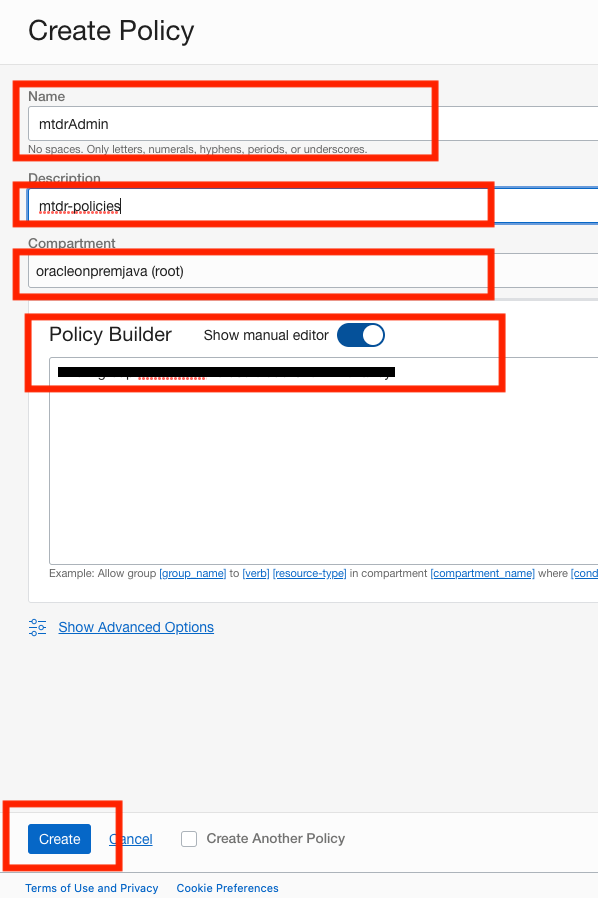 Create Policy
Name
mtdrAdmin
No spaces. Only letters, numerals, hyphens, periods, or underscores.
Description
mtdr-policies
Compartment
oracleonpremjava (root)
Policy Builder Show manual editor
Example: Allow group [group_name] to [verb] [resource-type] in compartment [compartment_name] where [cond
Show Advanced Options
Create Cancel Create Another Policy
Terms of Use and Privacy Cookie Preferences